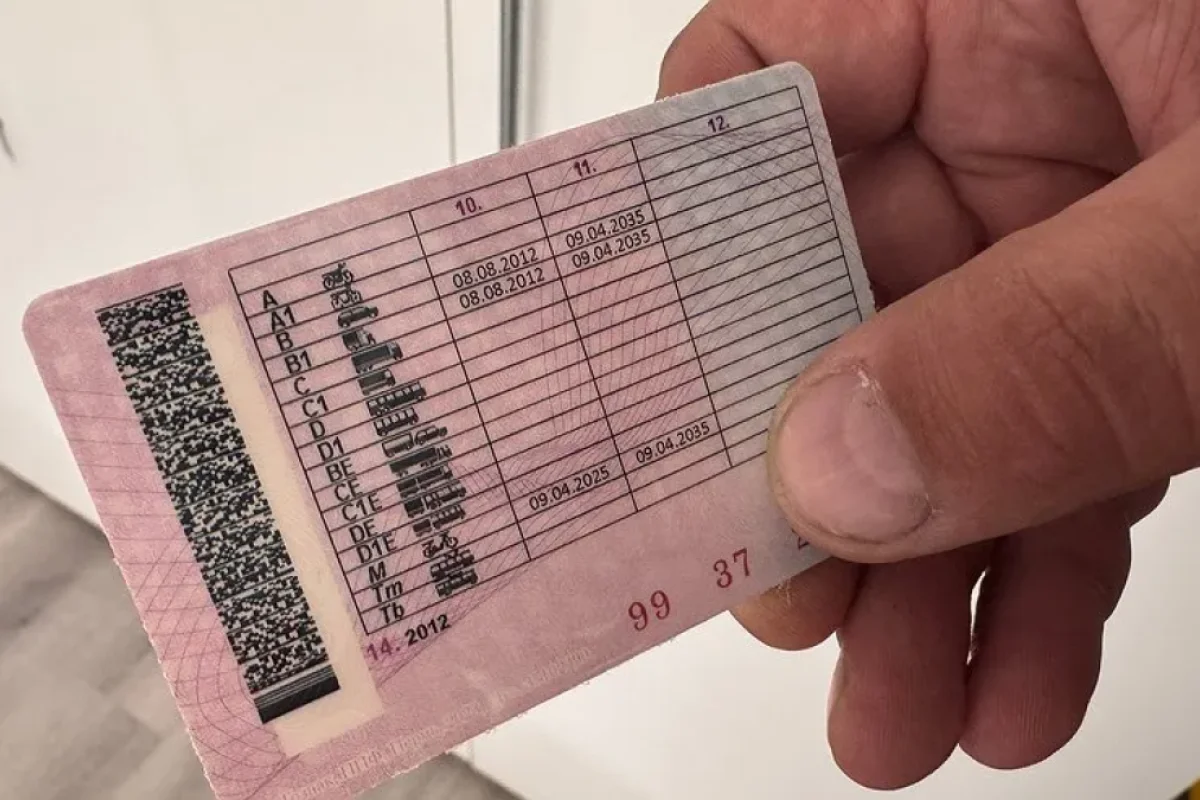 10. 11. 12.
A
A1
B 08.08.2012 09.04.2035
B1 08.08.2012 09.04.2035
C
C1
D
D1
BE
CE
C1E
DE
D1E
M 09.04.2025 09.04.2035
Tm
Tb
14. 2012
99 37